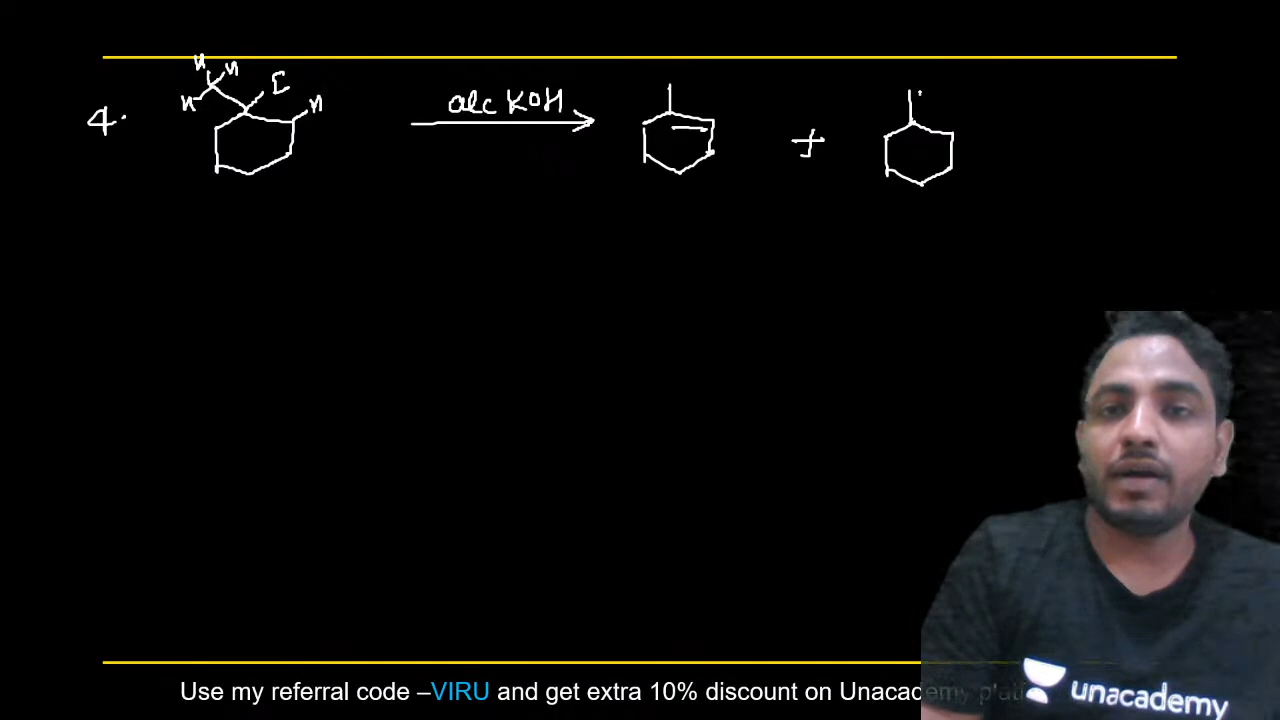 4.
H H H I H
alc KOH
+
Use my referral code –VIRU and get extra 10% discount on Unacademy
unacademy